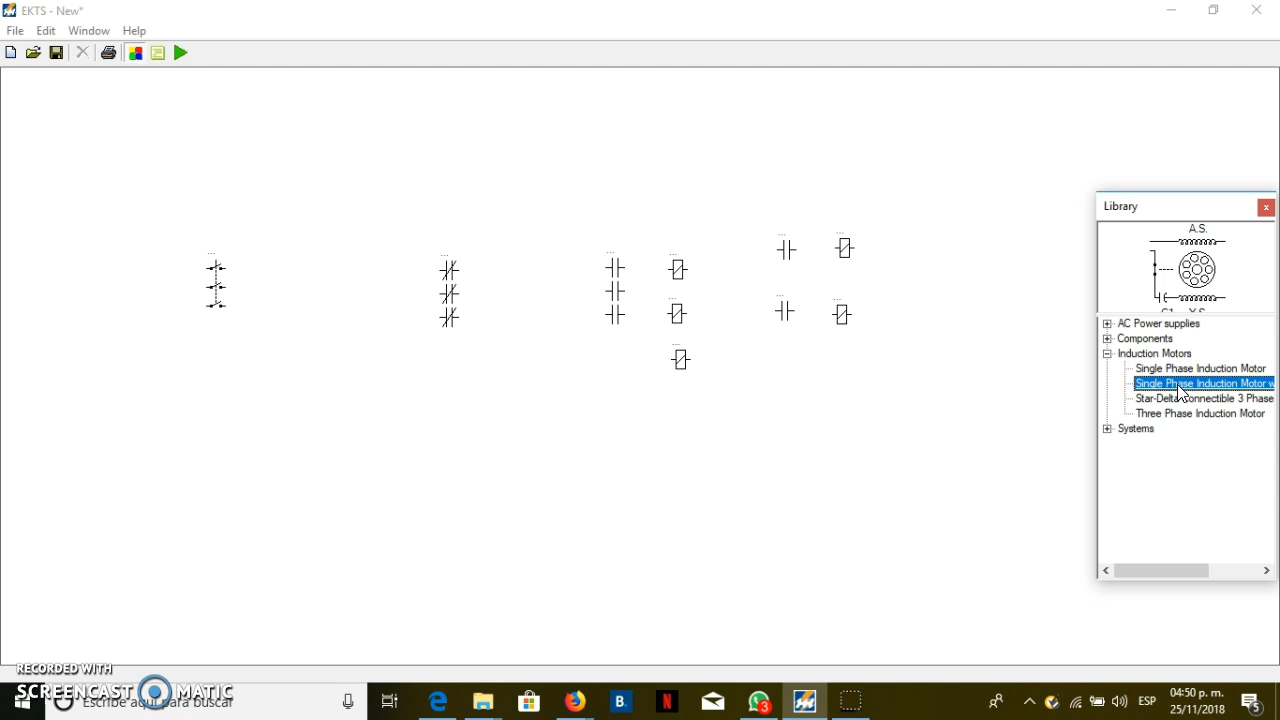 EKTS - New*
File Edit Window Help
Library
A.S.
AC Power supplies
Components
Induction Motors
Single Phase Induction Motor
Single Phase Induction Motor w
Star-Delta Connectible 3 Phase
Three Phase Induction Motor
Systems
RECORDED WITH
SCREENCAST MATIC
Escribe aquí para buscar
B.
N
3
ESP
04:50 p. m.
25/11/2018
5